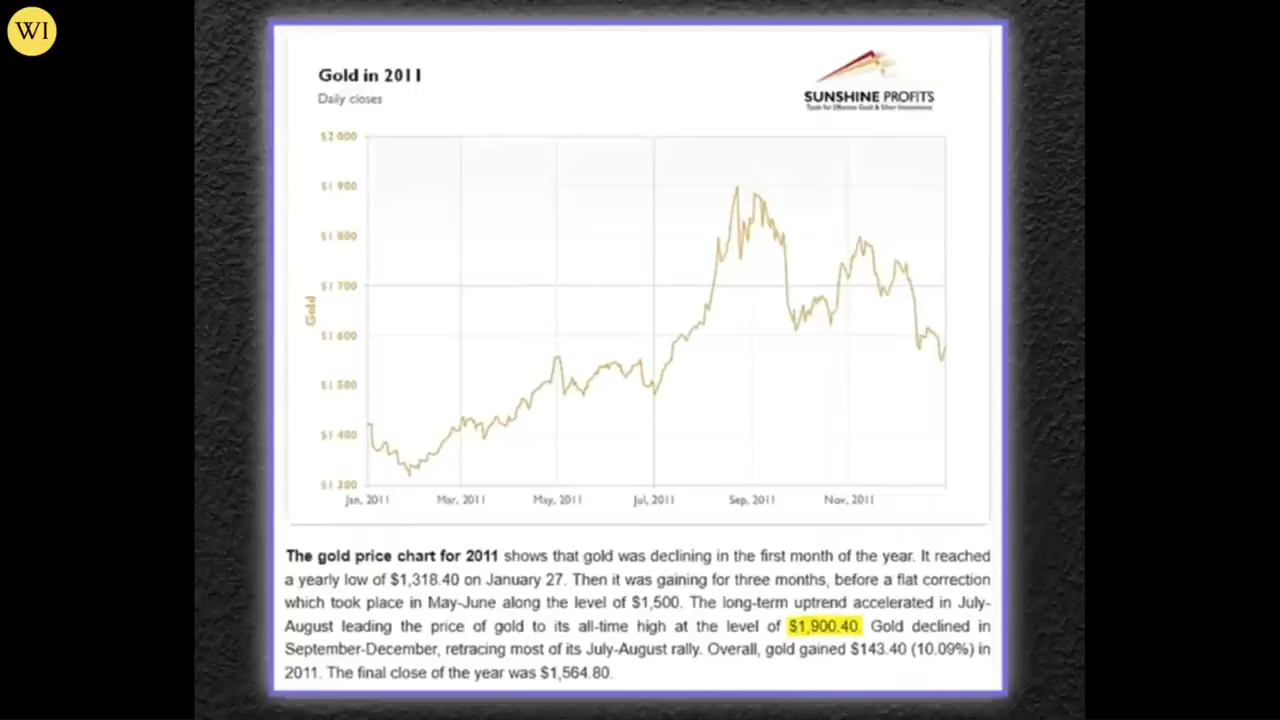 WI
Gold in 2011
Daily closes
SUNSHINE PROFITS
Tools for Effective Gold & Silver Investments
$2 000
$1 900
$1 800
$1 700
$1 600
$1 500
$1 400
$1 300
Gold
Jan, 2011 Mar, 2011 May, 2011 Jul, 2011 Sep, 2011 Nov, 2011
The gold price chart for 2011 shows that gold was declining in the first month of the year. It reached
a yearly low of $1,318.40 on January 27. Then it was gaining for three months, before a flat correction
which took place in May-June along the level of $1,500. The long-term uptrend accelerated in July-
August leading the price of gold to its all-time high at the level of $1,900.40. Gold declined in
September-December, retracing most of its July-August rally. Overall, gold gained $143.40 (10.09%) in
2011. The final close of the year was $1,564.80.